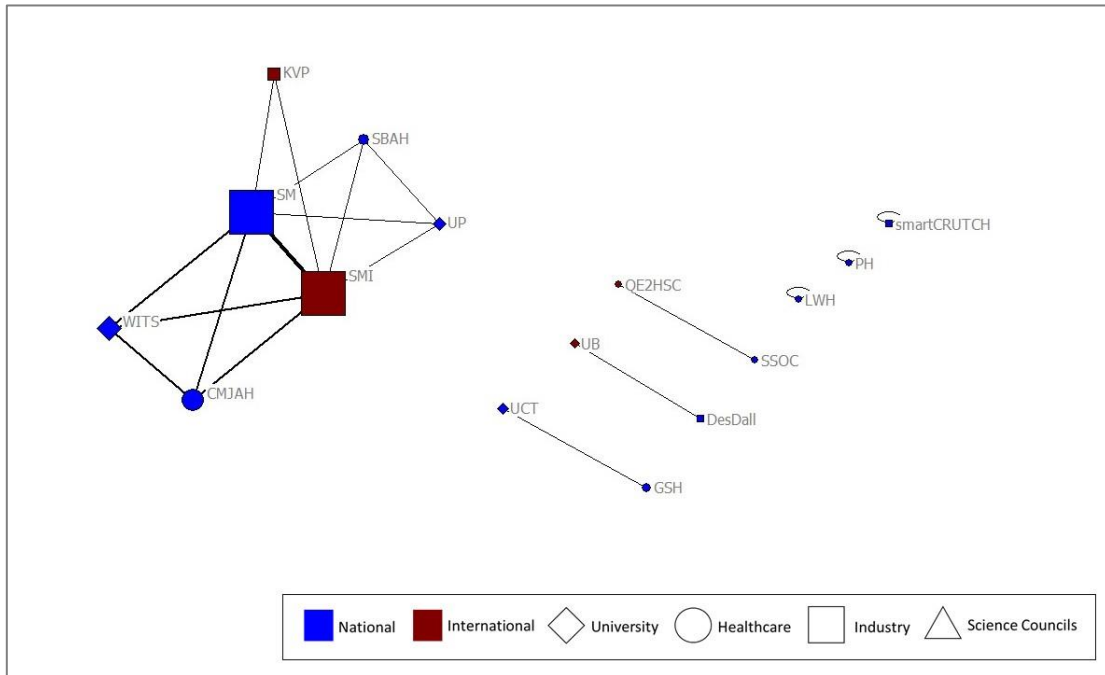 KVP
SBAH
SM
UP
smartCRUTCH
PH
SMI
QE2HSC
LWH
WITS
UB
SSOC
CMJAH
UCT
DesDall
GSH
National
International
University
Healthcare
Industry
Science Councils